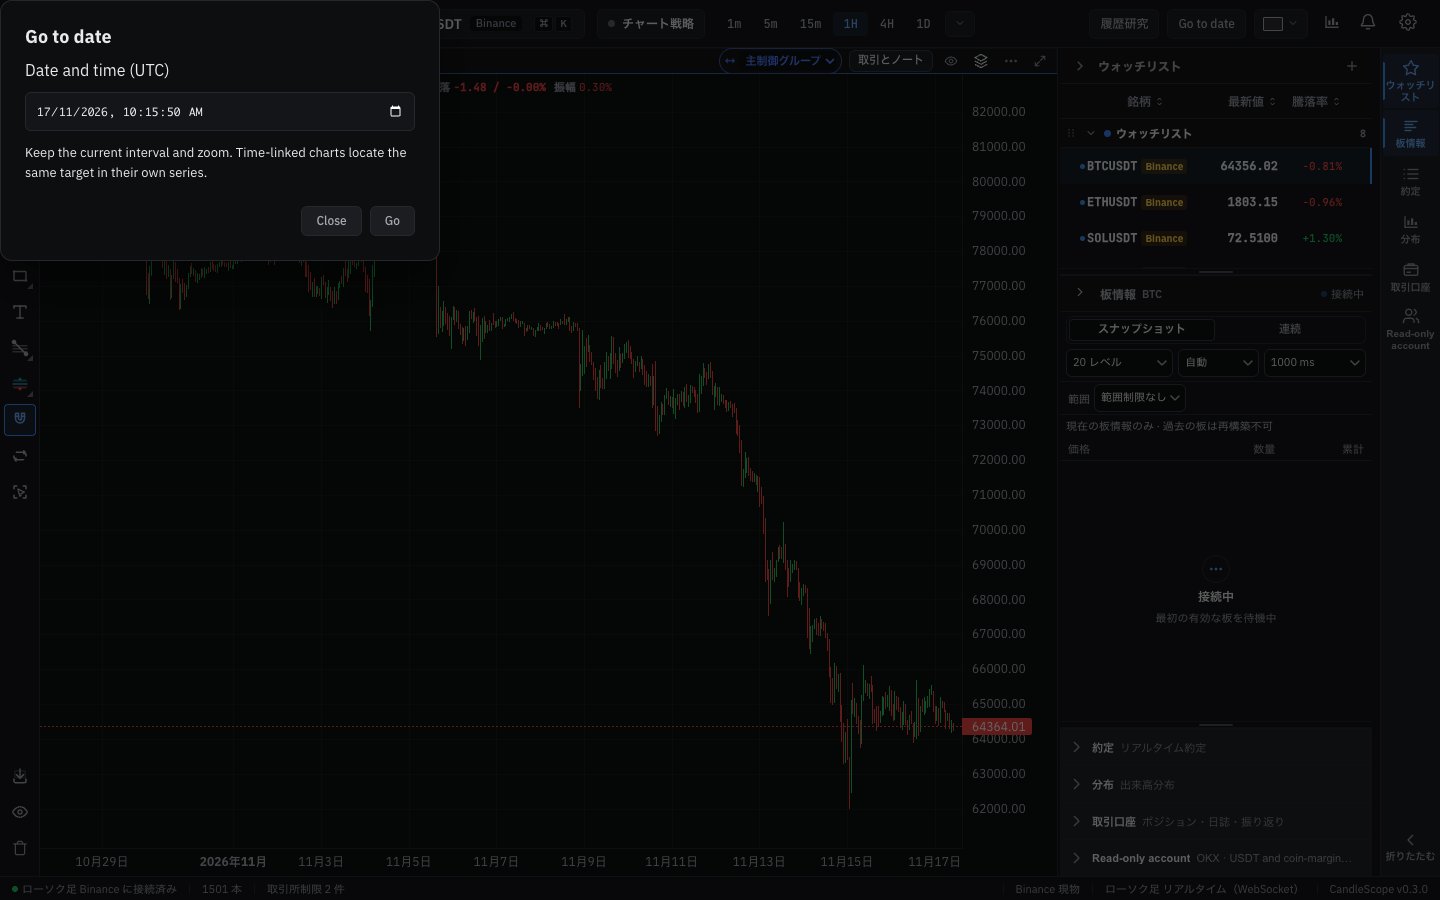 Go to date
Date and time (UTC)
17/11/2026, 10:15:50 AM
Keep the current interval and zoom. Time-linked charts locate the
same target in their own series.
Close
Go
SDT Binance ⌘ K
チャート戦略
1m 5m 15m 1H 4H 1D
履歴研究
Go to date
主制御グループ
取引とノート
落 -1.48 / -0.00% 振幅 0.30%
82000.00
81000.00
80000.00
79000.00
78000.00
77000.00
76000.00
75000.00
74000.00
73000.00
72000.00
71000.00
70000.00
69000.00
68000.00
67000.00
66000.00
65000.00
64364.01
64000.00
63000.00
62000.00
10月29日 2026年11月 11月3日 11月5日 11月7日 11月9日 11月11日 11月13日 11月15日 11月17日
ウォッチリスト
銘柄 最新値 騰落率
ウォッチリスト 8
BTCUSDT Binance 64356.02 -0.81%
ETHUSDT Binance 1803.15 -0.96%
SOLUSDT Binance 72.5100 +1.30%
板情報 BTC 接続中
スナップショット 連続
20 レベル 自動 1000 ms
範囲 範囲制限なし
現在の板情報のみ · 過去の板は再構築不可
価格 数量 累計
接続中
最初の有効な板を待機中
約定 リアルタイム約定
分布 出来高分布
取引口座 ポジション・日誌・振り返り
Read-only account OKX · USDT and coin-margin...
ウォッチリ
スト
板情報
約定
分布
取引口座
Read-only
account
折りたたむ
ローソク足 Binance に接続済み 1501 本 取引所制限 2 件
Binance 現物 ローソク足 リアルタイム（WebSocket） CandleScope v0.3.0